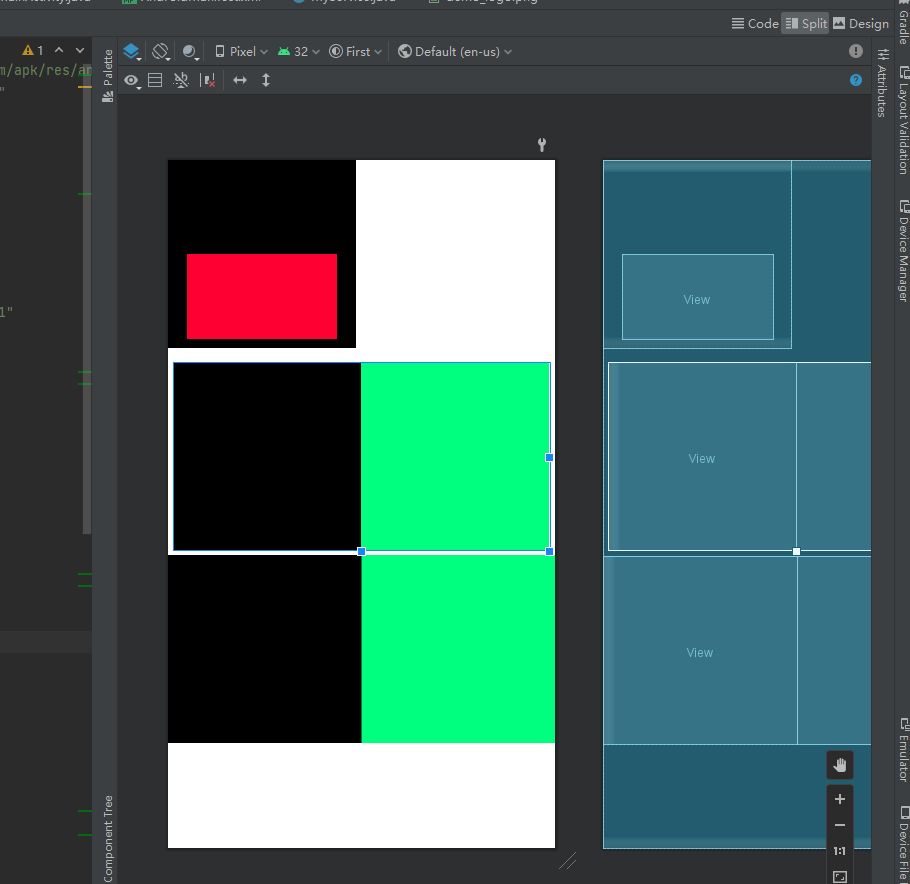 Code Split Design
1
Pixel 32 First Default (en-us)
m/apk/res/an
"
1"
Palette
Component Tree
View
View
View
1:1
Attributes
Gradle
Layout Validation
Device Manager
Emulator
Device File